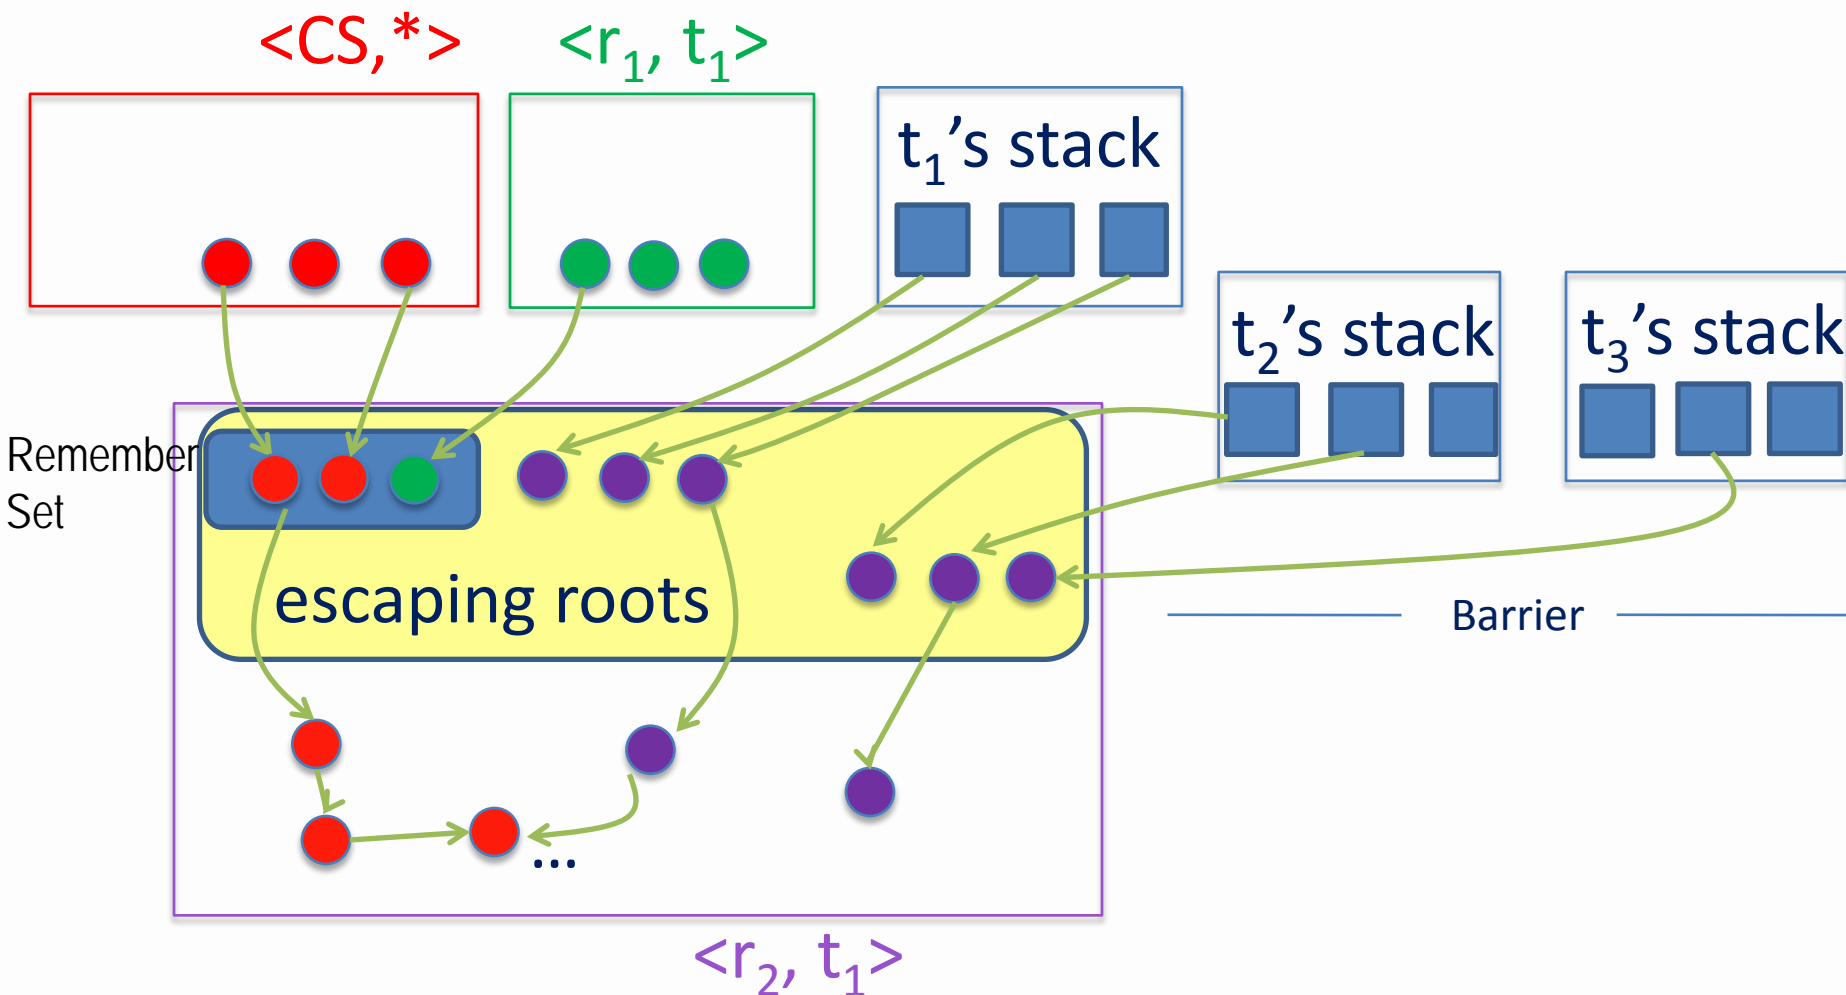 <CS,*>
<r₁, t₁>
t₁’s stack
t₂’s stack
t₃’s stack
Remember
Set
escaping roots
Barrier
...
<r₂, t₁>